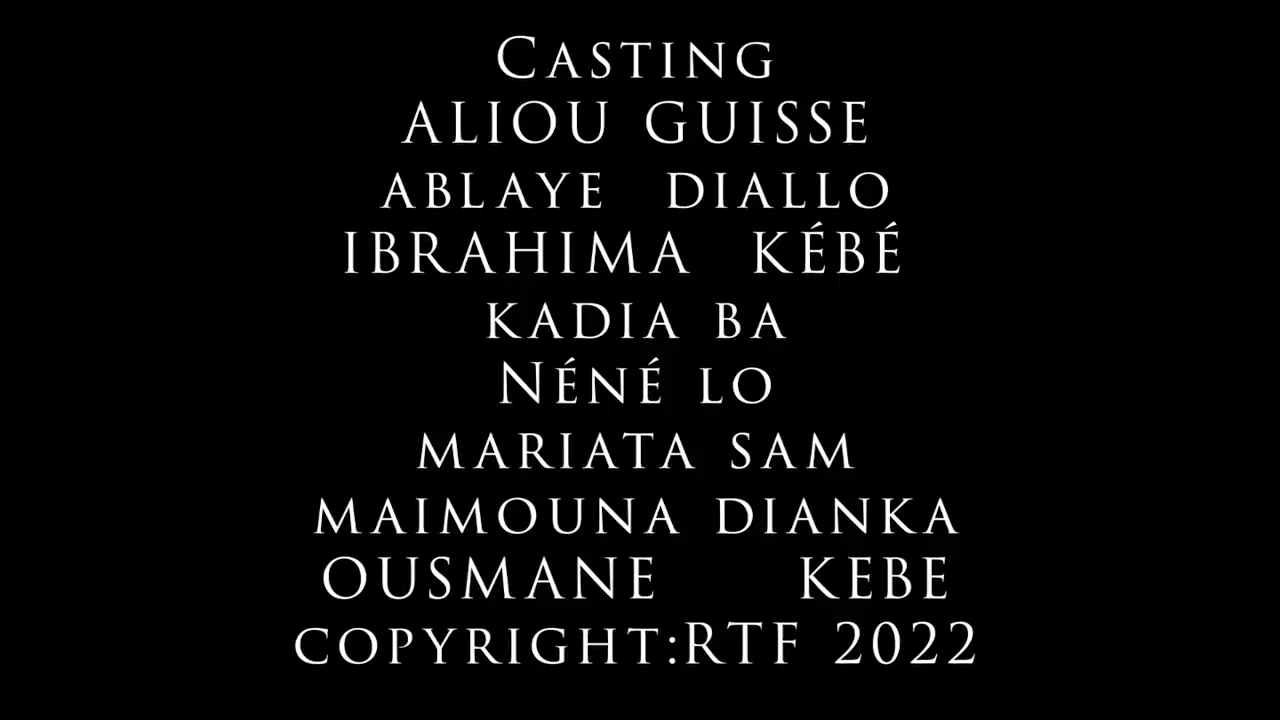 Casting
ALIOU GUISSE
ablaye diallo
IBRAHIMA KÉBÉ
kadia ba
Néné lo
mariata sam
maimouna dianka
OUSMANE KEBE
copyright:RTF 2022